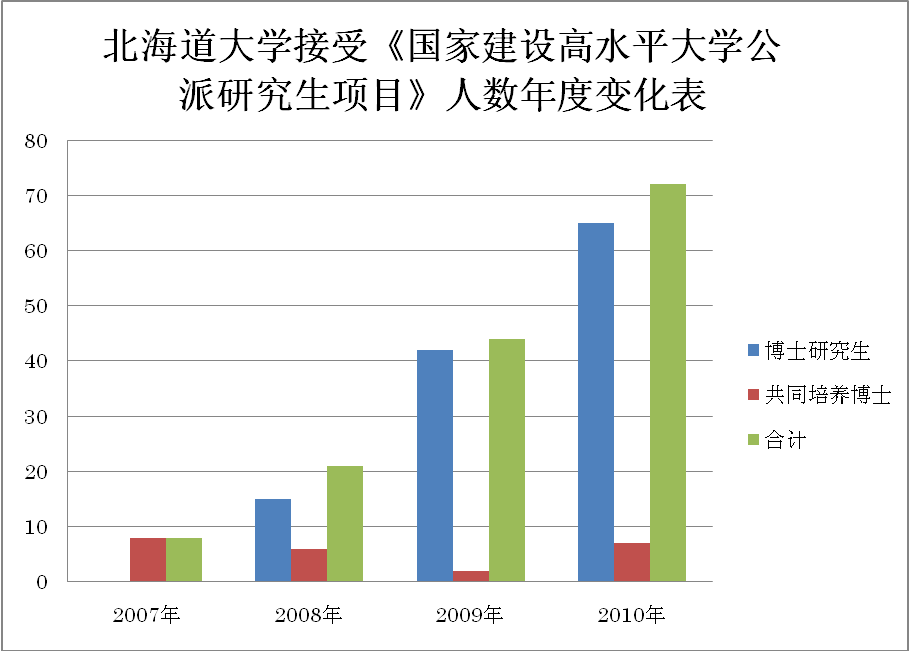 北海道大学接受《国家建设高水平大学公
派研究生项目》人数年度变化表
80
70
60
50
40
30
20
10
0
2007年
2008年
2009年
2010年
博士研究生
共同培养博士
合计